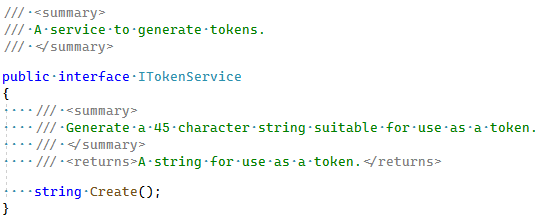 /// <summary>
/// A service to generate tokens.
/// </summary>
public interface ITokenService
{
    /// <summary>
    /// Generate a 45 character string suitable for use as a token.
    /// </summary>
    /// <returns>A string for use as a token.</returns>
    string Create();
}